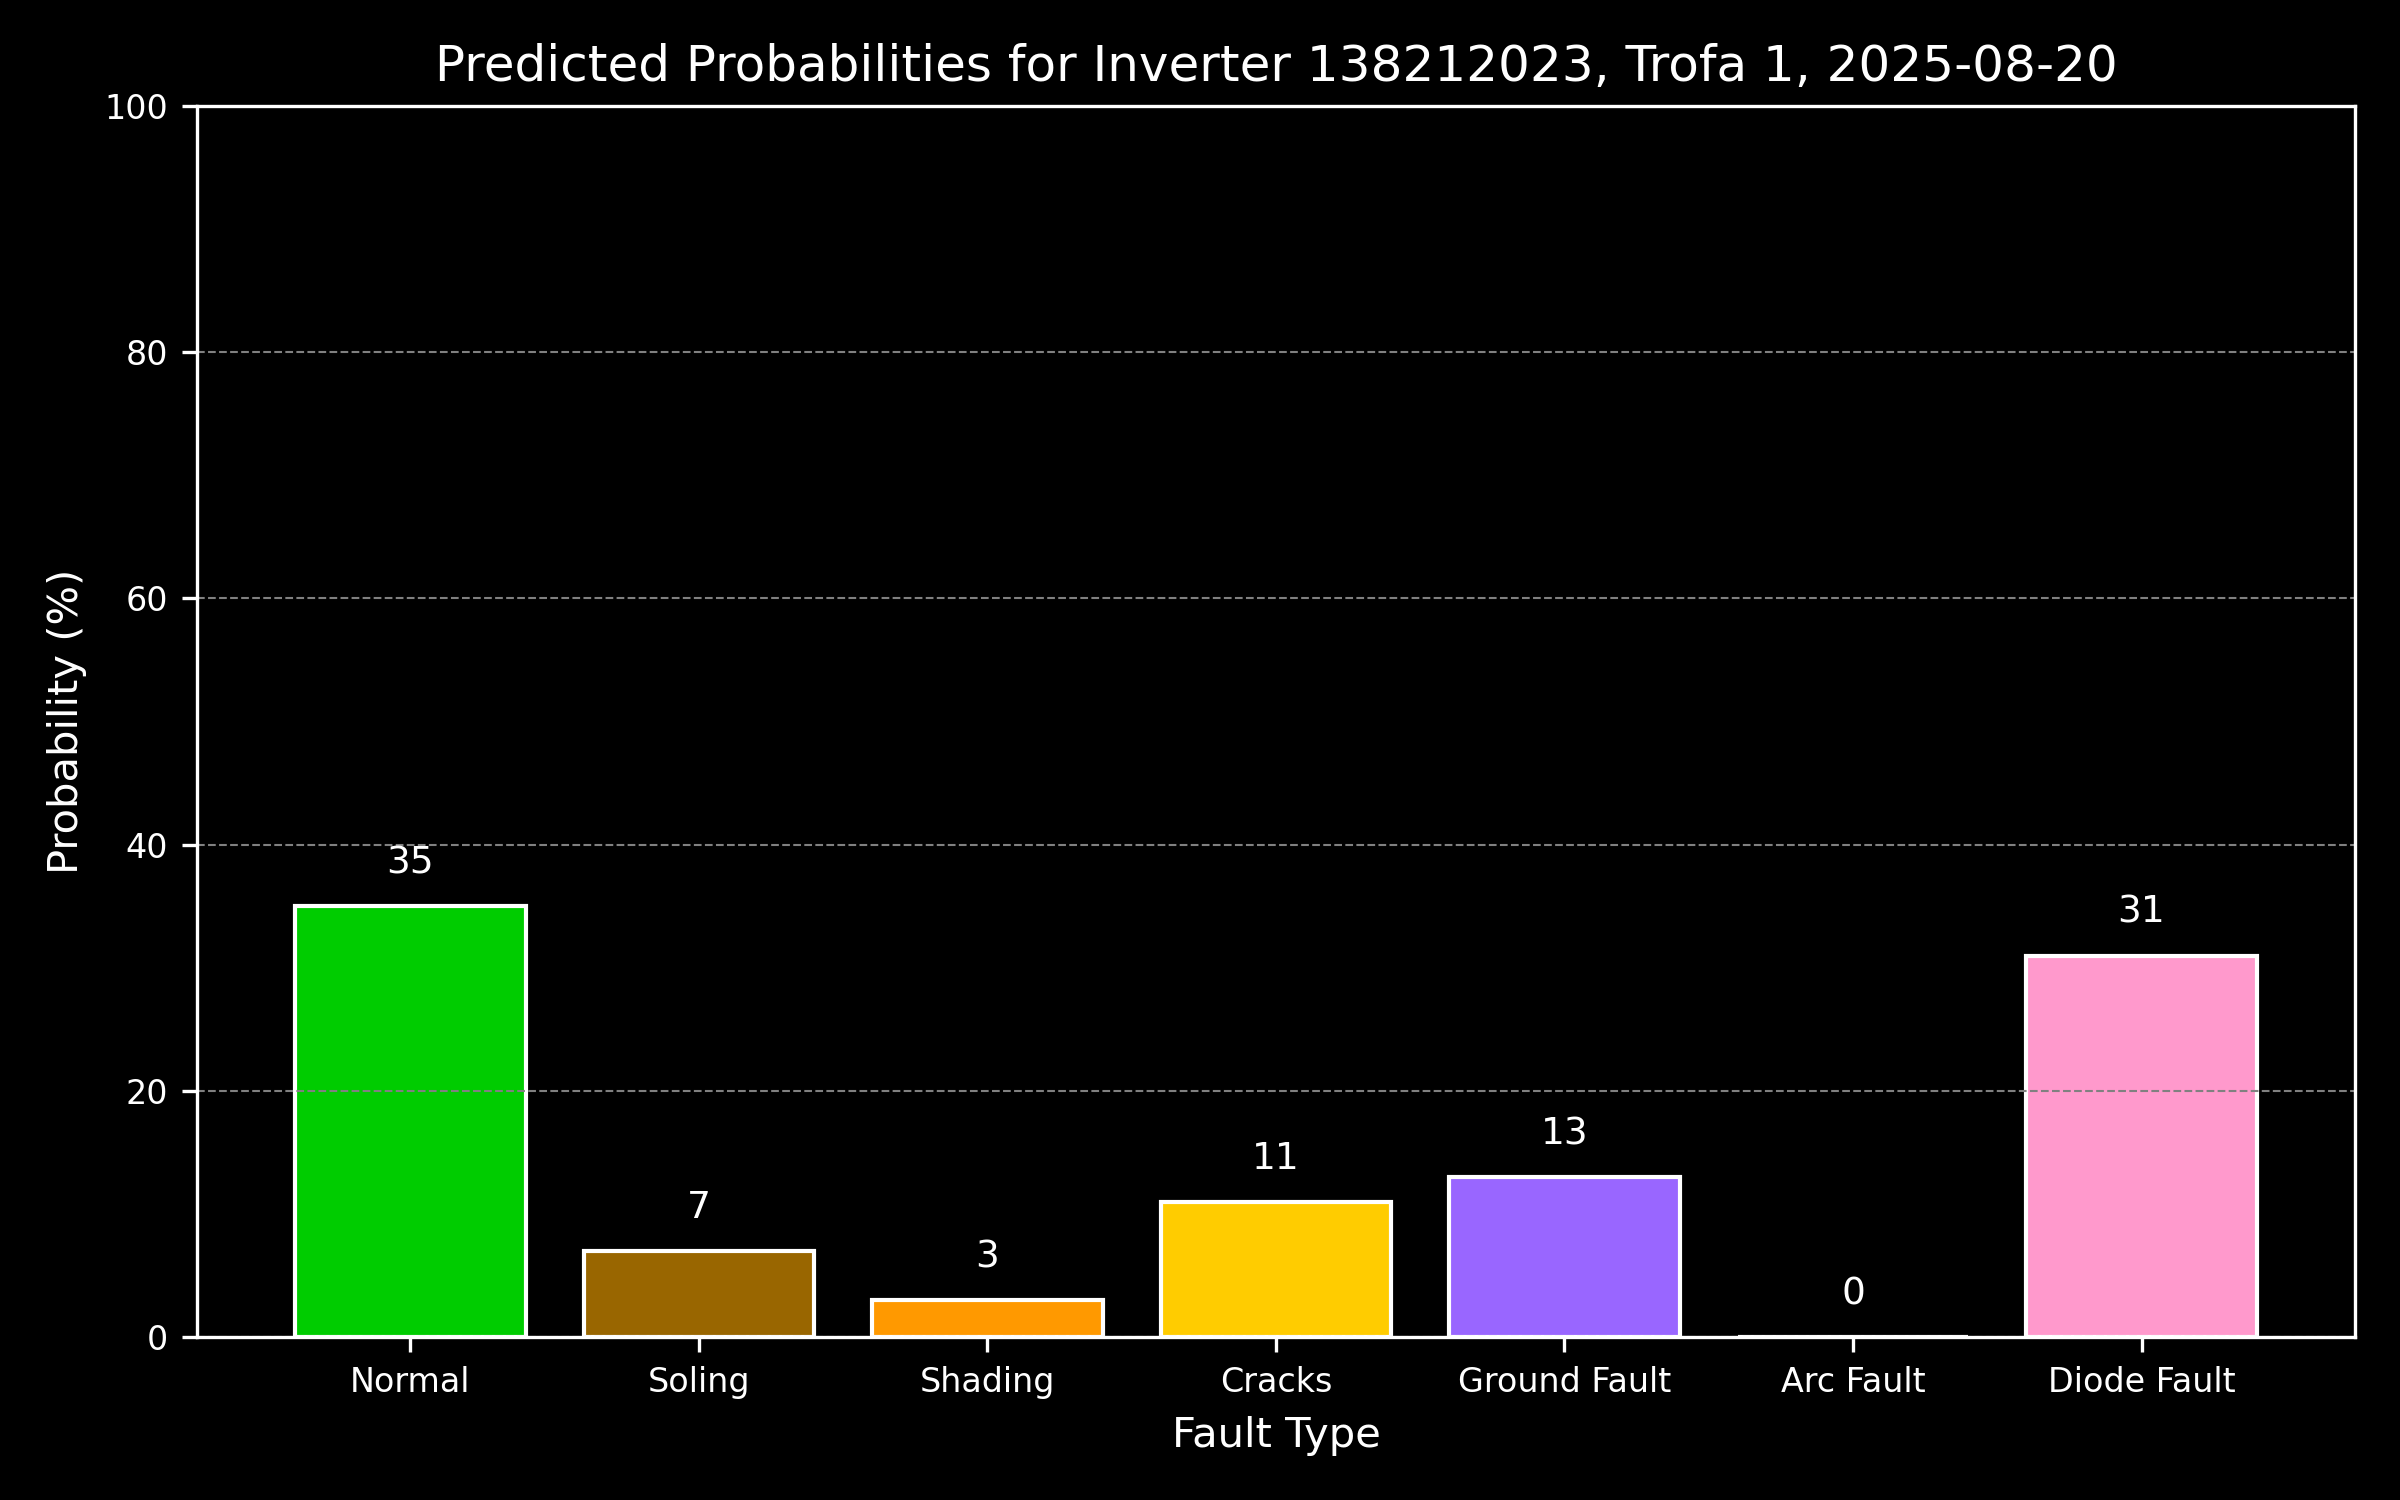 Predicted Probabilities for Inverter 138212023, Trofa 1, 2025-08-20
Probability (%)
100
80
60
40
20
0
35
7
3
11
13
0
31
Normal
Soling
Shading
Cracks
Ground Fault
Arc Fault
Diode Fault
Fault Type